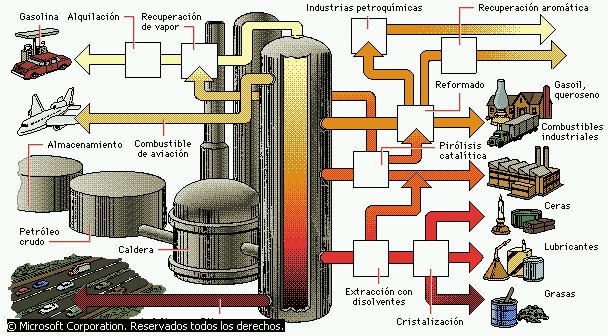 Gasolina
Alquilación
Recuperación
de vapor
Industrias petroquímicas
Recuperación aromática
Reformado
Gasoil,
queroseno
Combustibles
industriales
Combustible
de aviación
Almacenamiento
Pirólisis
catalítica
Ceras
Petróleo
crudo
Caldera
Lubricantes
Extracción con
disolventes
Grasas
Cristalización
© Microsoft Corporation. Reservados todos los derechos.